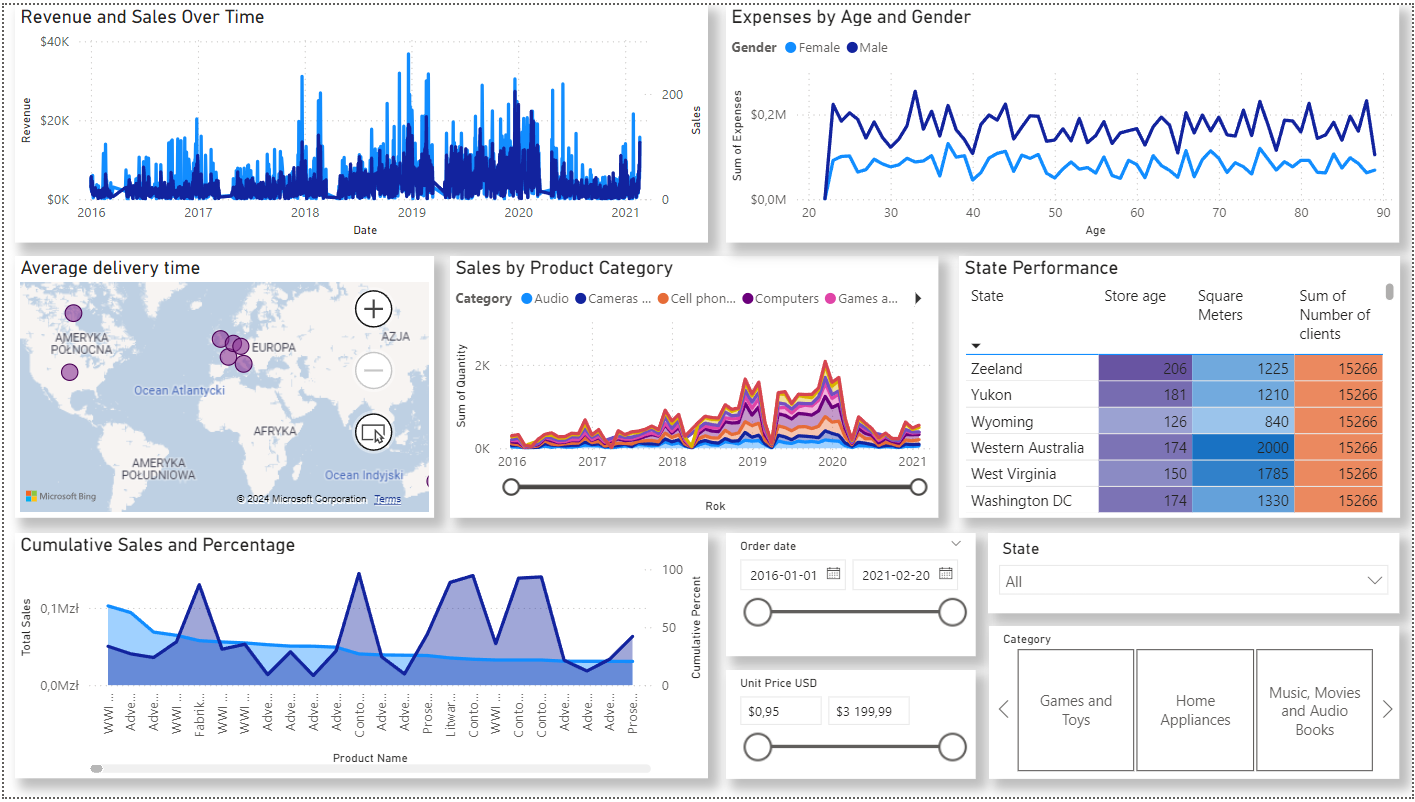 Revenue and Sales Over Time
$40K
$20K
$0K
Revenue
200
0
Sales
2016 2017 2018 2019 2020 2021
Date
Expenses by Age and Gender
Gender Female Male
$0,2M
$0,0M
Sum of Expenses
20 30 40 50 60 70 80 90
Age
Average delivery time
AMERYKA
PÓŁNOCNA
EUROPA
AZJA
Ocean Atlantycki
AFRYKA
AMERYKA
POŁUDNIOWA
Ocean Indyjski
Microsoft Bing
© 2024 Microsoft Corporation Terms
Sales by Product Category
Category Audio Cameras ... Cell phon... Computers Games a...
2K
0K
Sum of Quantity
2016 2017 2018 2019 2020 2021
Rok
State Performance
State Store age Square Meters Sum of Number of clients
Zeeland 206 1225 15266
Yukon 181 1210 15266
Wyoming 126 840 15266
Western Australia 174 2000 15266
West Virginia 150 1785 15266
Washington DC 174 1330 15266
Cumulative Sales and Percentage
0,1Mzł
0,0Mzł
Total Sales
100
50
0
Cumulative Percent
WWI ... Adve... Adve... WWI ... Fabrik... WWI ... WWI ... Adve... Adve... Adve... Adve... Conto... Adve... Adve... Prose... Litwar... Conto... WWI ... Conto... Conto... Adve... Adve... Adve... Prose...
Product Name
Order date
2016-01-01 2021-02-20
Unit Price USD
$0,95 $3 199,99
State
All
Category
Games and
Toys
Home
Appliances
Music, Movies
and Audio
Books